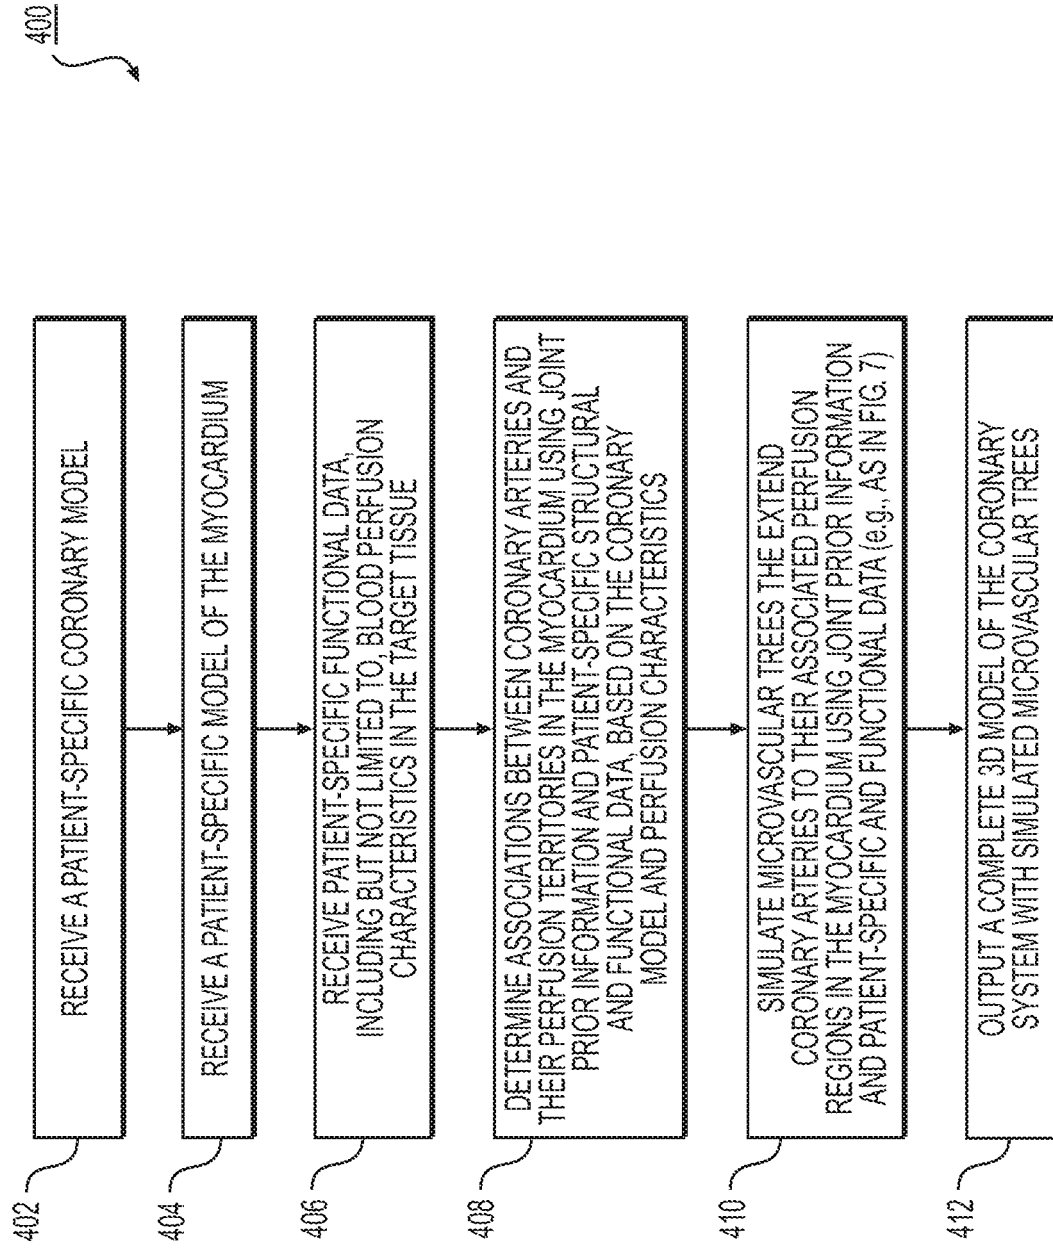 400
402
RECEIVE A PATIENT-SPECIFIC CORONARY MODEL
404
RECEIVE A PATIENT-SPECIFIC MODEL OF THE MYOCARDIUM
406
RECEIVE PATIENT-SPECIFIC FUNCTIONAL DATA,
INCLUDING BUT NOT LIMITED TO, BLOOD PERFUSION
CHARACTERISTICS IN THE TARGET TISSUE
408
DETERMINE ASSOCIATIONS BETWEEN CORONARY ARTERIES AND
THEIR PERFUSION TERRITORIES IN THE MYOCARDIUM USING JOINT
PRIOR INFORMATION AND PATIENT-SPECIFIC STRUCTURAL
AND FUNCTIONAL DATA, BASED ON THE CORONARY
MODEL AND PERFUSION CHARACTERISTICS
410
SIMULATE MICROVASCULAR TREES THE EXTEND
CORONARY ARTERIES TO THEIR ASSOCIATED PERFUSION
REGIONS IN THE MYOCARDIUM USING JOINT PRIOR INFORMATION
AND PATIENT-SPECIFIC AND FUNCTIONAL DATA (e.g., AS IN FIG. 7)
412
OUTPUT A COMPLETE 3D MODEL OF THE CORONARY
SYSTEM WITH SIMULATED MICROVASCULAR TREES